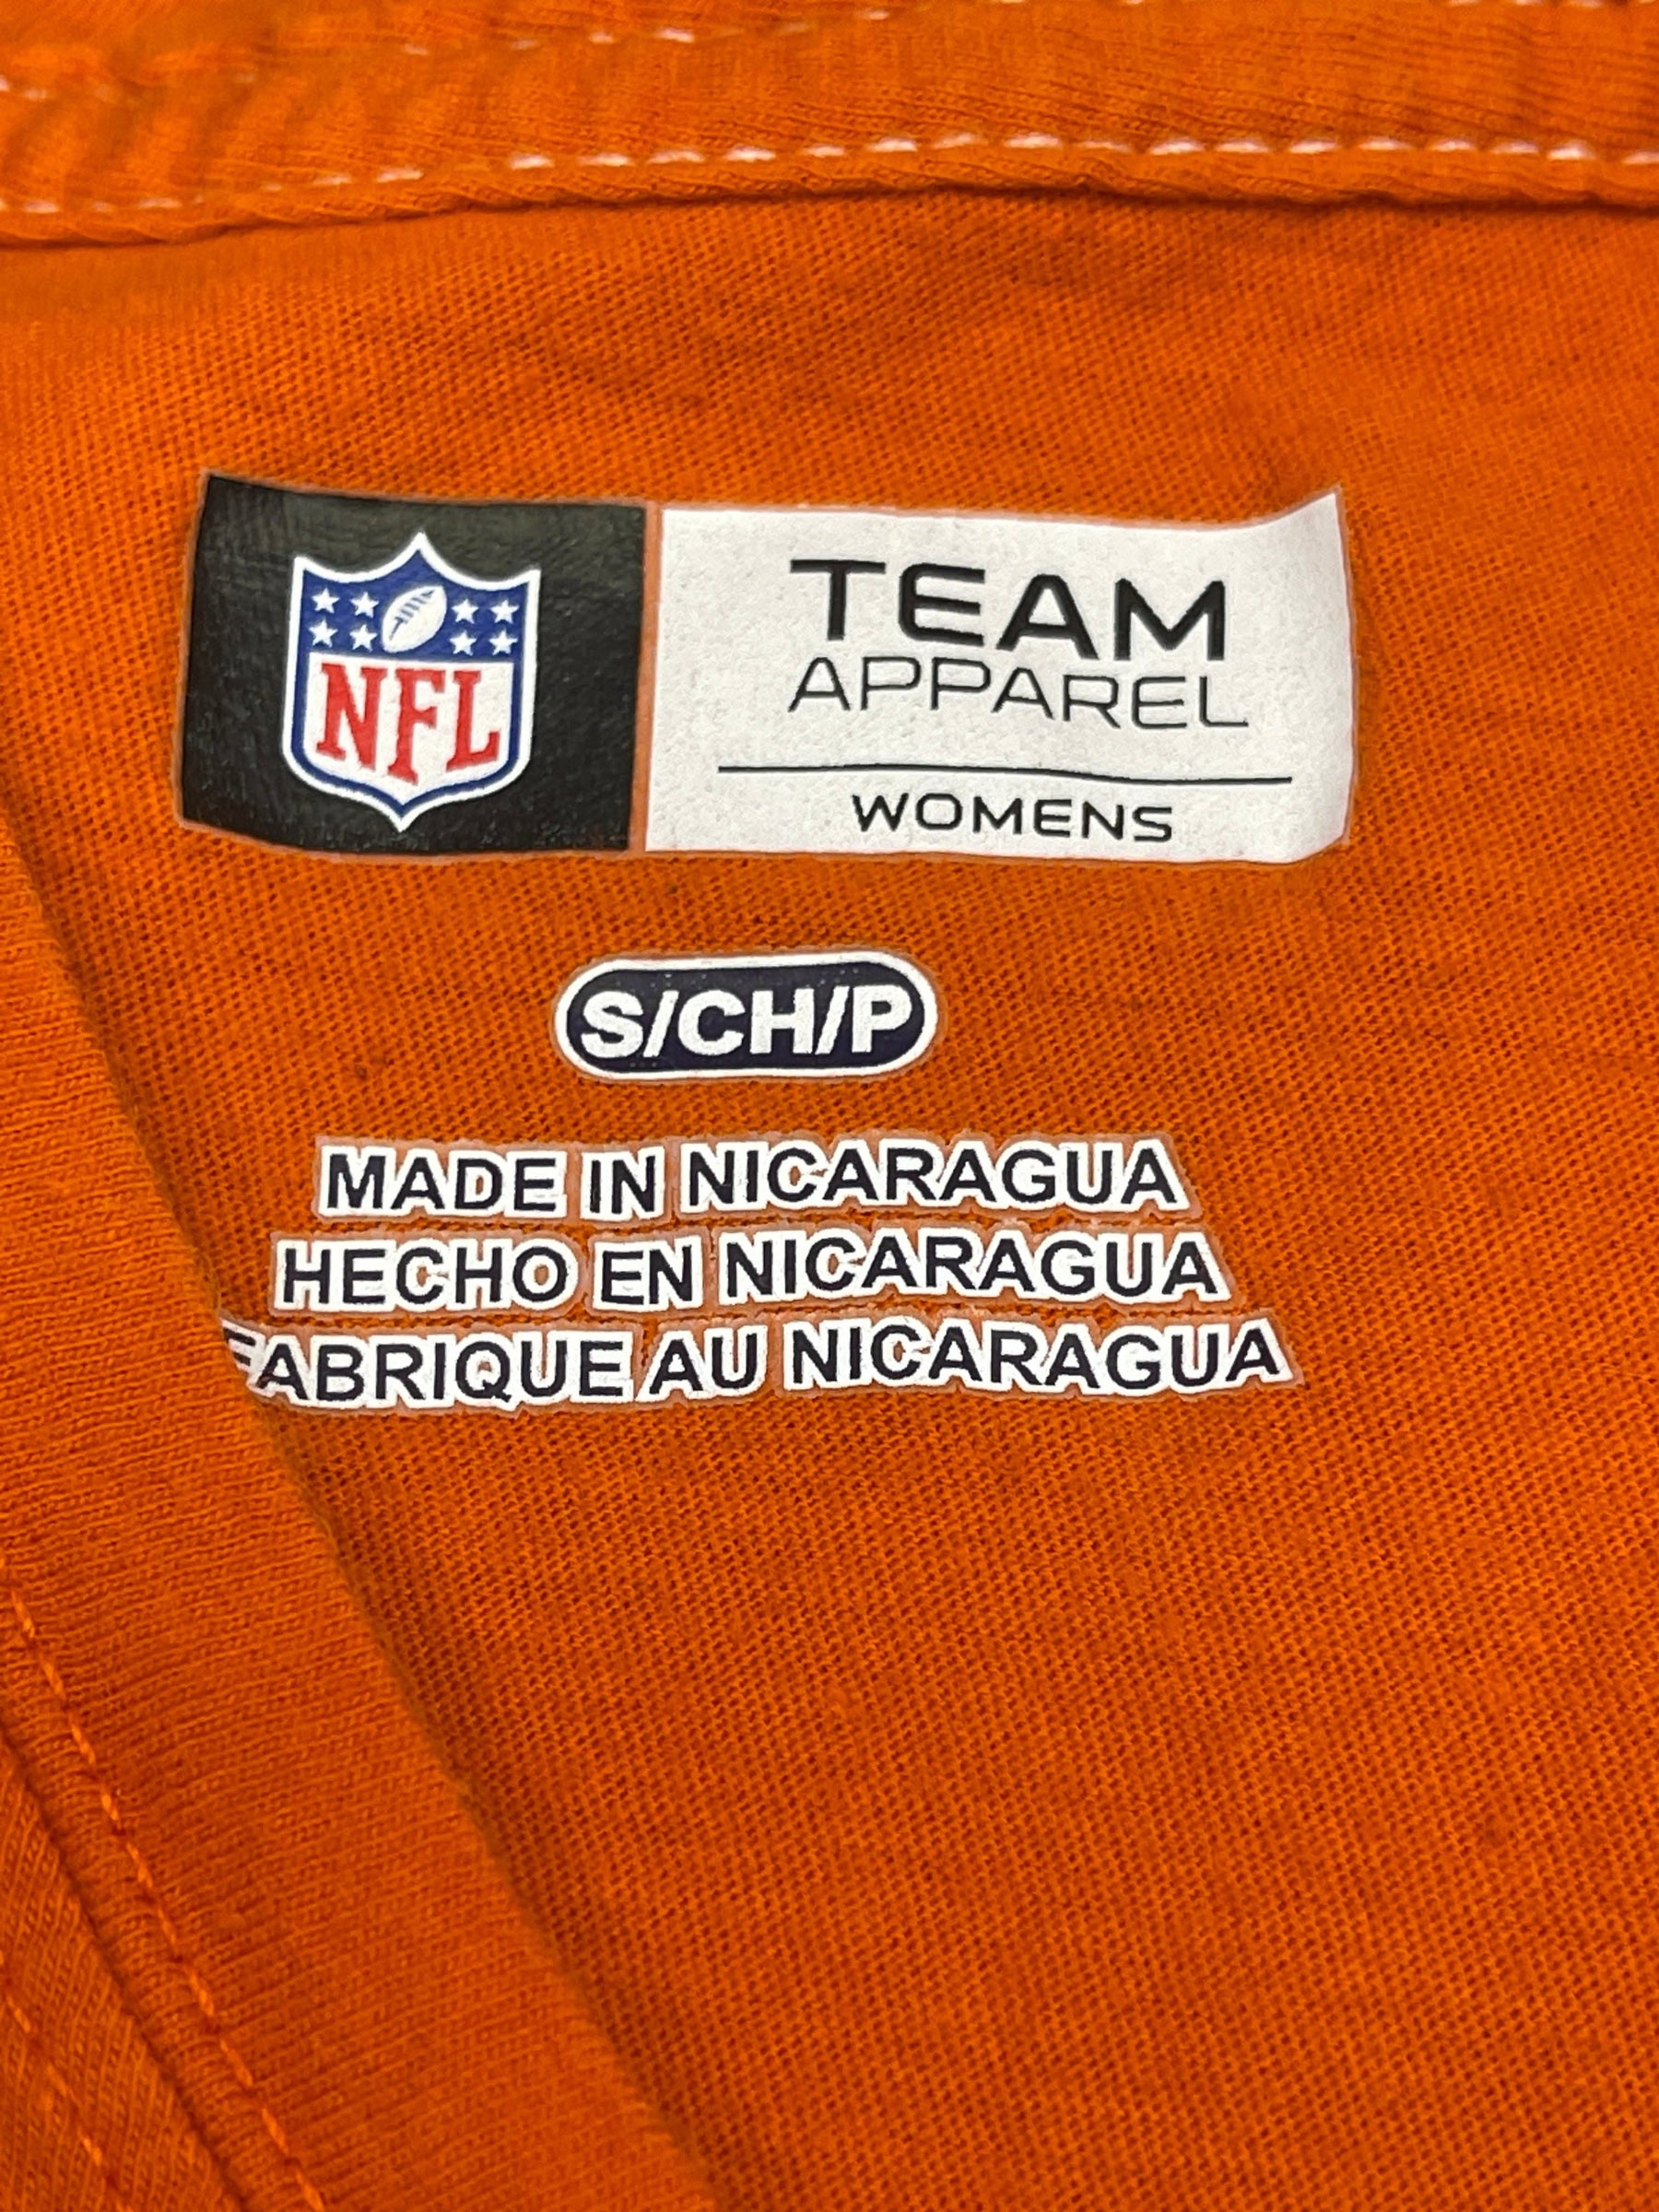 NFL
TEAM
APPAREL
WOMENS
S/CH/P
MADE IN NICARAGUA
HECHO EN NICARAGUA
FABRIQUE AU NICARAGUA